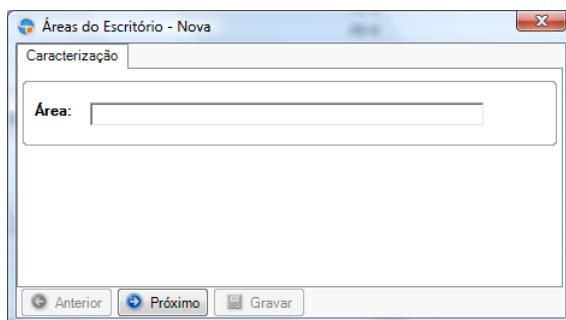 Áreas do Escritório - Nova
Caracterização
Área:
Anterior Próximo Gravar